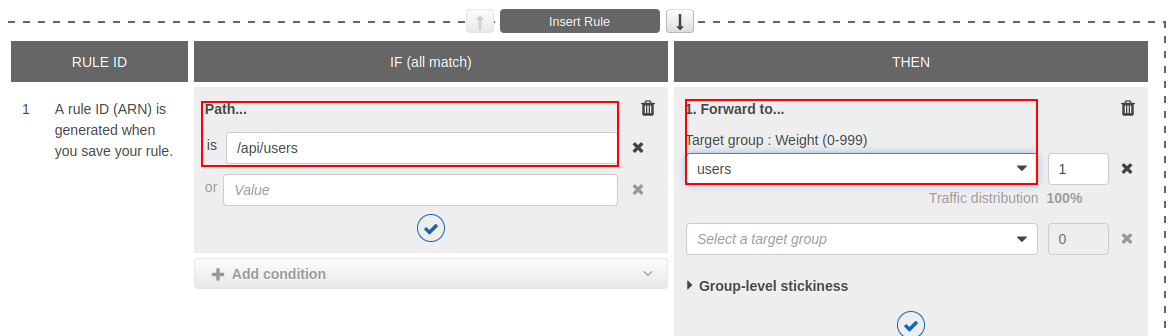 Insert Rule
RULE ID
IF (all match)
THEN
1
A rule ID (ARN) is
generated when
you save your rule.
Path...
is
/api/users
or
Value
Add condition
1. Forward to...
Target group : Weight (0-999)
users
1
Traffic distribution 100%
Select a target group
0
Group-level stickiness